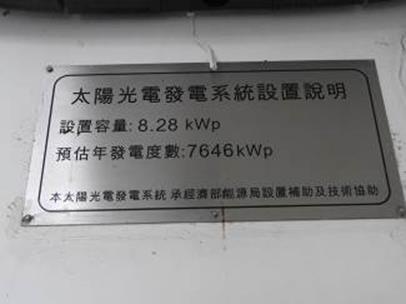 太陽光電發電系統設置說明
設置容量: 8.28 kWp
預估年發電度數: 7646kWp
本太陽光電發電系統 承經濟部能源局設置補助及技術協助